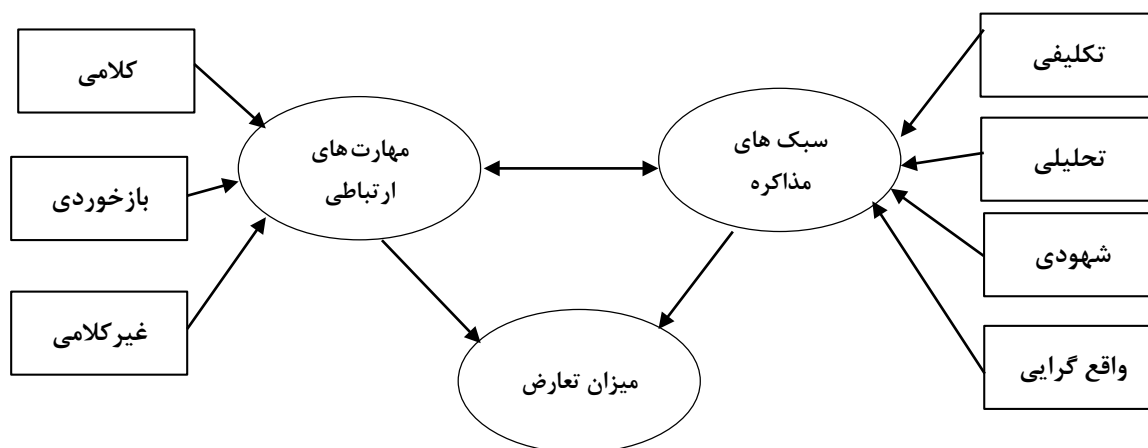 تکلیفی
کلامی
سبک های
مذاکره
مهارت‌های
ارتباطی
تحلیلی
بازخوردی
شهودی
غیرکلامی
واقع گرایی
میزان تعارض